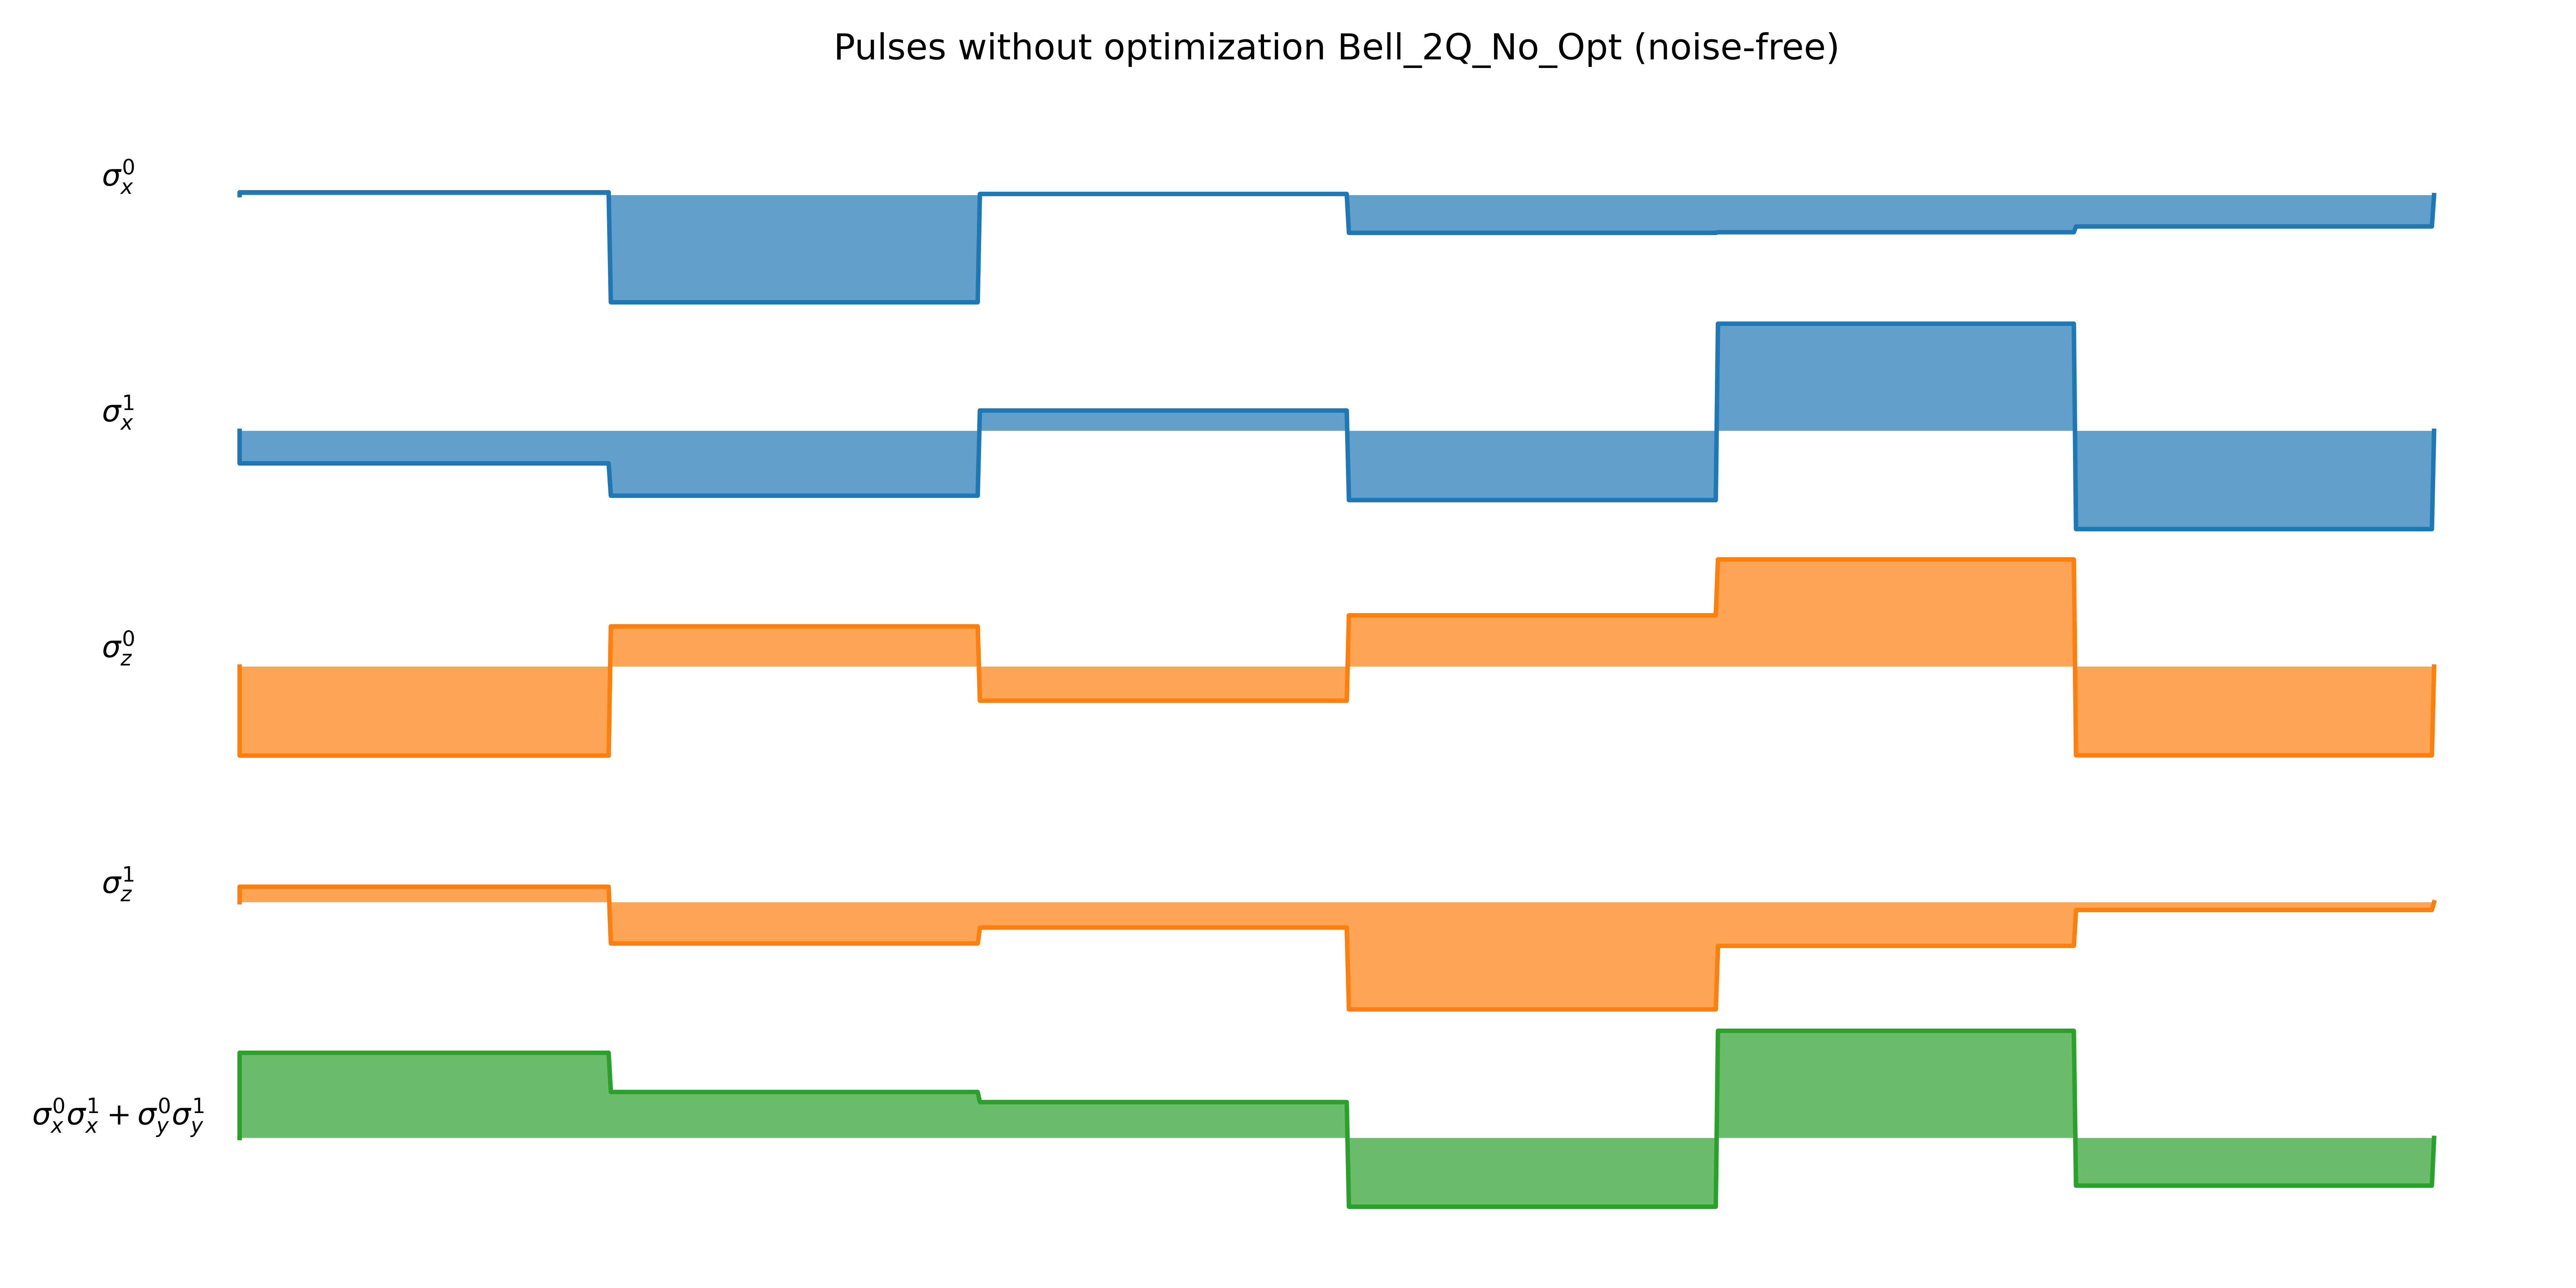 Pulses without optimization Bell_2Q_No_Opt (noise-free)
σ_x^0
σ_x^1
σ_z^0
σ_z^1
σ_x^0σ_x^1 + σ_y^0σ_y^1